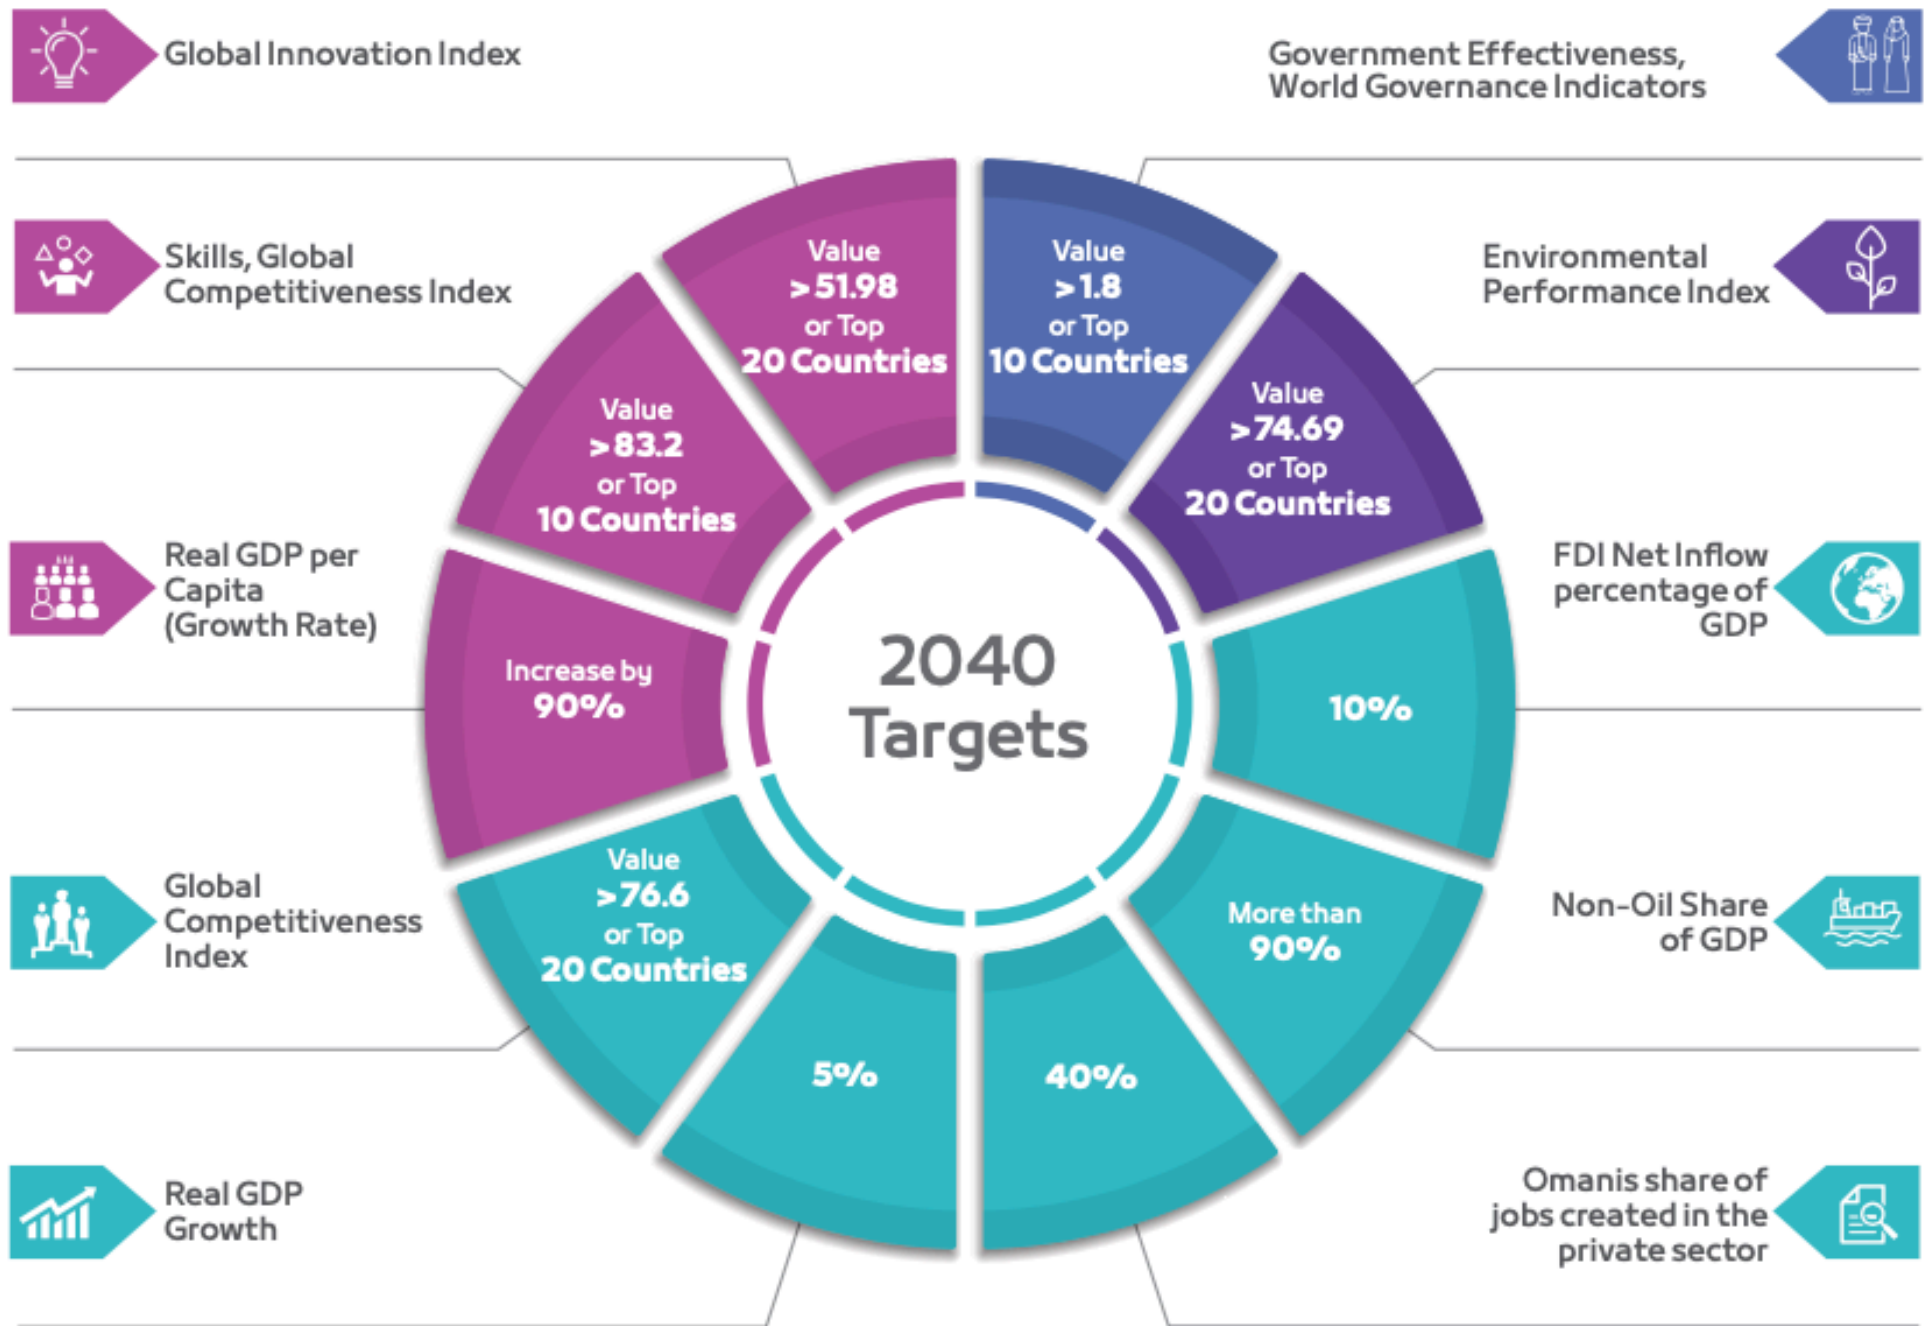 Global Innovation Index
Government Effectiveness,
World Governance Indicators
Skills, Global
Competitiveness Index
Environmental
Performance Index
Value
>51.98
or Top
20 Countries
Value
>1.8
or Top
10 Countries
Value
>83.2
or Top
10 Countries
Value
>74.69
or Top
20 Countries
Real GDP per
Capita
(Growth Rate)
FDI Net Inflow
percentage of
GDP
Increase by
90%
2040
Targets
10%
Global
Competitiveness
Index
Value
>76.6
or Top
20 Countries
More than
90%
Non-Oil Share
of GDP
5%
40%
Real GDP
Growth
Omanis share of
jobs created in the
private sector